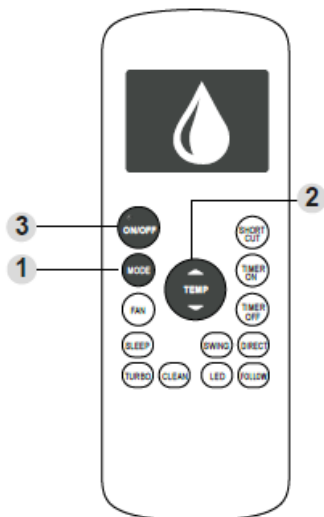 2
3
ON/OFF
SHORT
CUT
1
MODE
TEMP
TIMER
ON
FAN
TIMER
OFF
SLEEP
SWING
DIRECT
TURBO
CLEAN
LED
FOLLOW